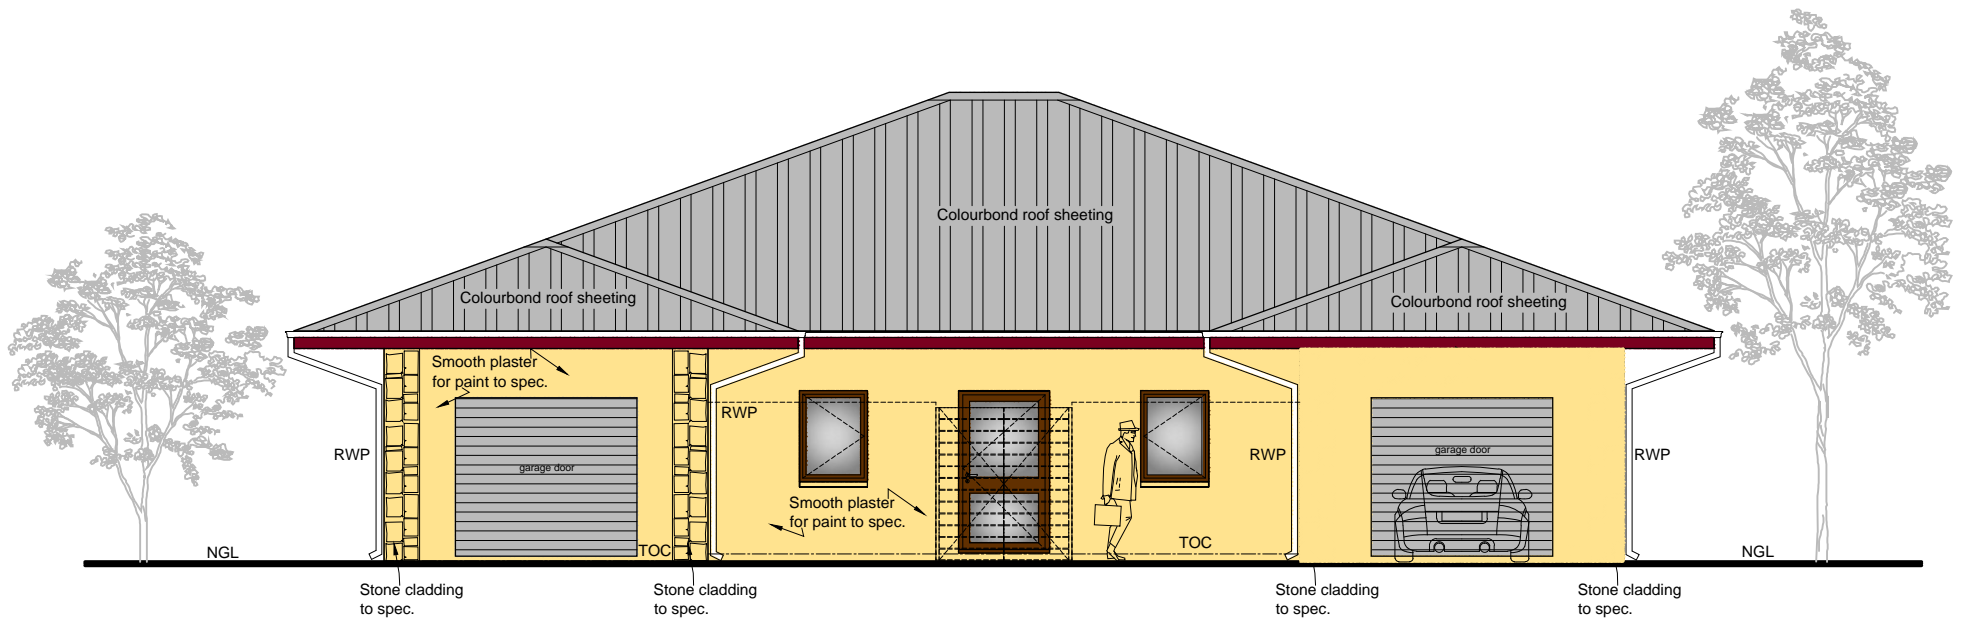 Colourbond roof sheeting
Colourbond roof sheeting
Colourbond roof sheeting
Smooth plaster
for paint to spec.
RWP
RWP
RWP
RWP
garage door
garage door
Smooth plaster
for paint to spec.
NGL
TOC
TOC
NGL
Stone cladding
to spec.
Stone cladding
to spec.
Stone cladding
to spec.
Stone cladding
to spec.